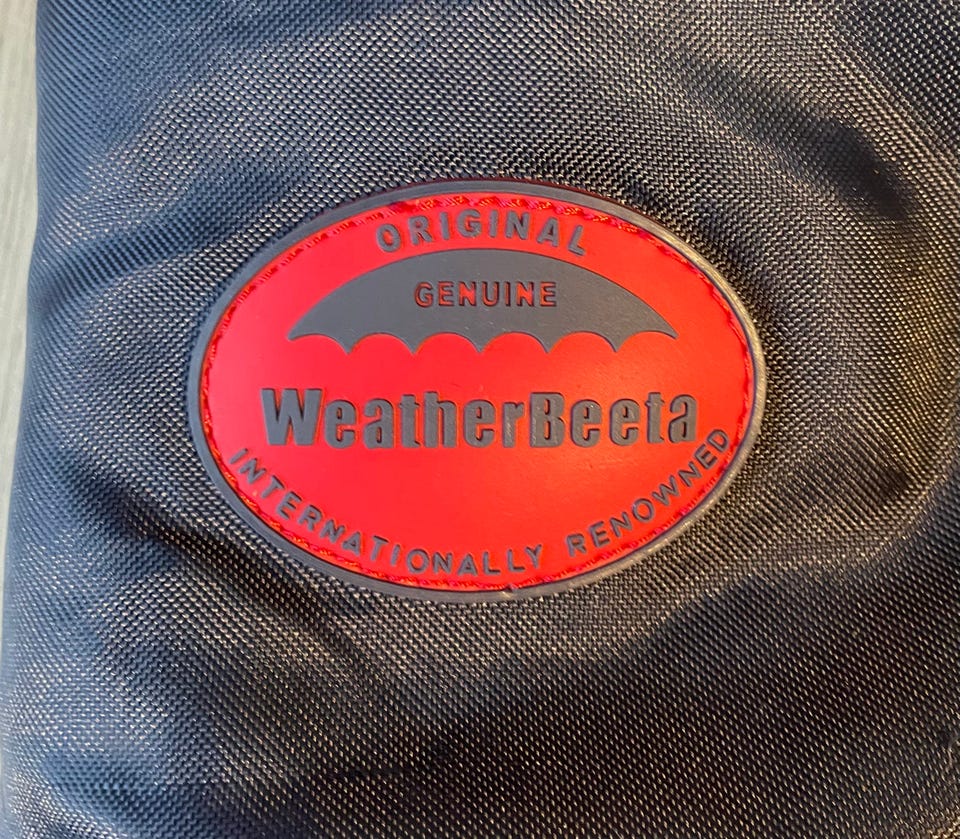 ORIGINAL
GENUINE
WeatherBeeta
INTERNATIONALLY RENOWNED